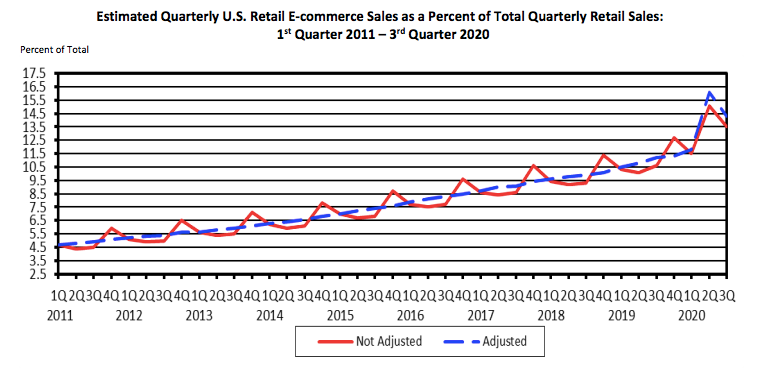 Estimated Quarterly U.S. Retail E-commerce Sales as a Percent of Total Quarterly Retail Sales:
1st Quarter 2011 – 3rd Quarter 2020
Percent of Total
17.5
16.5
15.5
14.5
13.5
12.5
11.5
10.5
9.5
8.5
7.5
6.5
5.5
4.5
3.5
2.5
1Q 2Q 3Q 4Q 1Q 2Q 3Q 4Q 1Q 2Q 3Q 4Q 1Q 2Q 3Q 4Q 1Q 2Q 3Q 4Q 1Q 2Q 3Q 4Q 1Q 2Q 3Q 4Q 1Q 2Q 3Q 4Q 1Q 2Q 3Q 4Q 1Q 2Q 3Q
2011 2012 2013 2014 2015 2016 2017 2018 2019 2020
Not Adjusted Adjusted